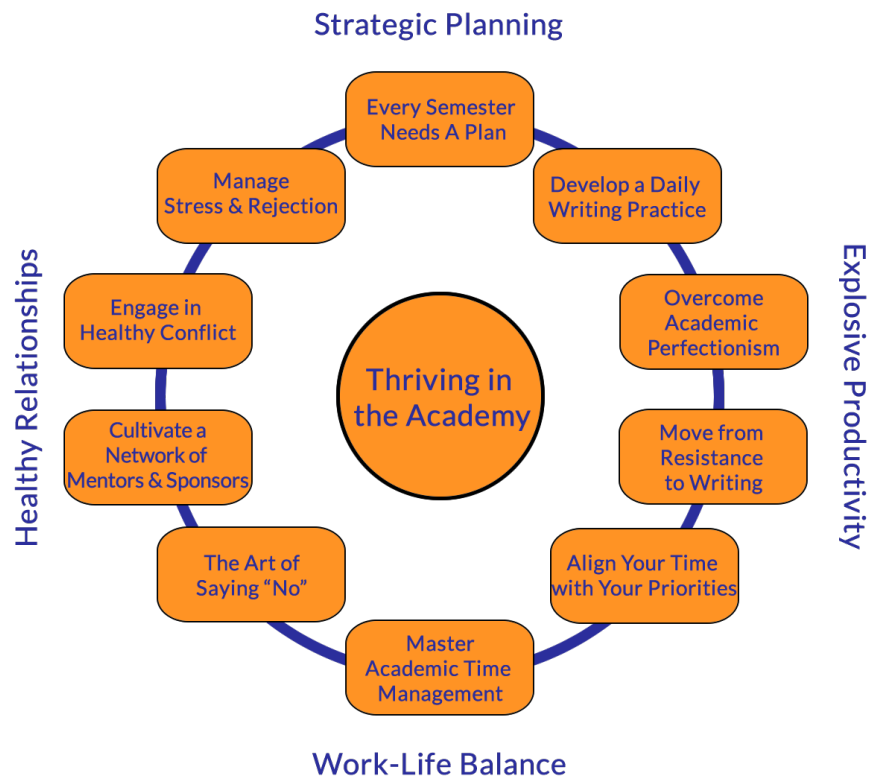 Strategic Planning
Every Semester
Needs A Plan
Manage
Stress & Rejection
Develop a Daily
Writing Practice
Healthy Relationships
Engage in
Healthy Conflict
Overcome
Academic
Perfectionism
Explosive Productivity
Thriving in
the Academy
Cultivate a
Network of
Mentors & Sponsors
Move from
Resistance
to Writing
The Art of
Saying “No”
Align Your Time
with Your Priorities
Master
Academic Time
Management
Work-Life Balance